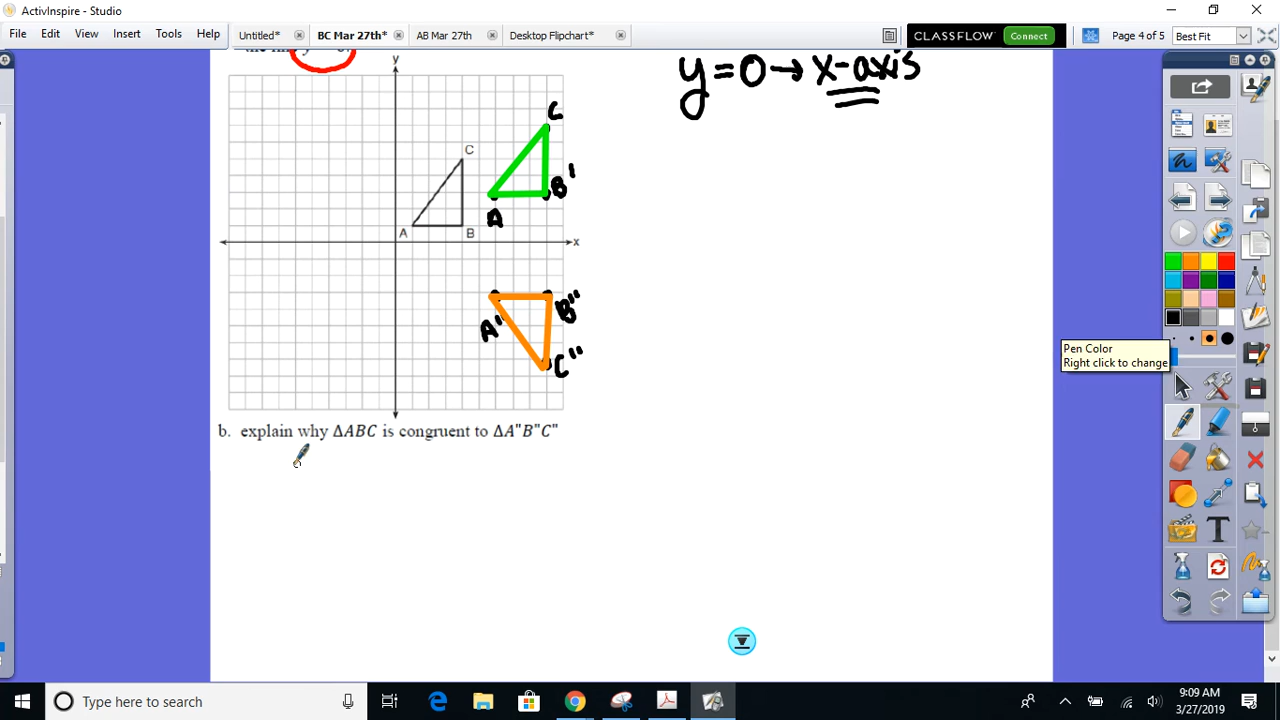 ActivInspire - Studio
File Edit View Insert Tools Help
Untitled* BC Mar 27th* AB Mar 27th Desktop Flipchart*
CLASSFLOW Connect
Page 4 of 5 Best Fit
y = 0 → x-axis
y
C
B'
A
C
A B
x
B"
A'
C"
b. explain why ΔABC is congruent to ΔA"B"C"
Pen Color
Right click to change
T
Type here to search
9:09 AM
3/27/2019